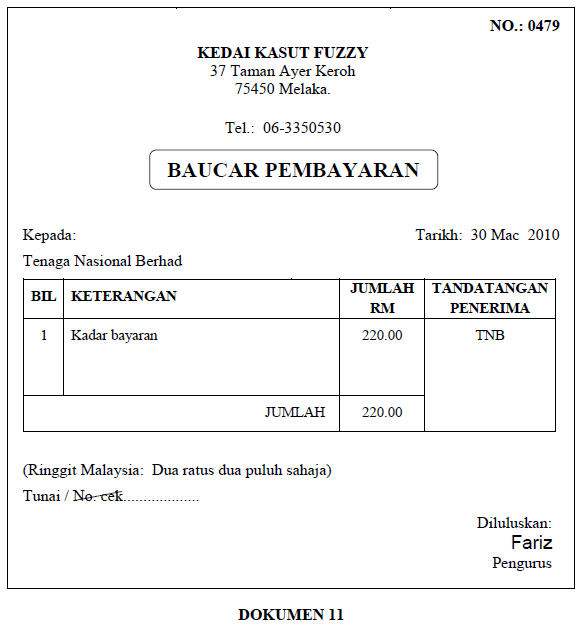 NO.: 0479
KEDAI KASUT FUZZY
37 Taman Ayer Keroh
75450 Melaka.
Tel.: 06-3350530
BAUCAR PEMBAYARAN
Kepada: Tarikh: 30 Mac 2010
Tenaga Nasional Berhad
BIL KETERANGAN JUMLAH RM TANDATANGAN PENERIMA
1 Kadar bayaran 220.00 TNB
JUMLAH 220.00
(Ringgit Malaysia: Dua ratus dua puluh sahaja)
Tunai / No. cek...................
Diluluskan:
Fariz
Pengurus
DOKUMEN 11